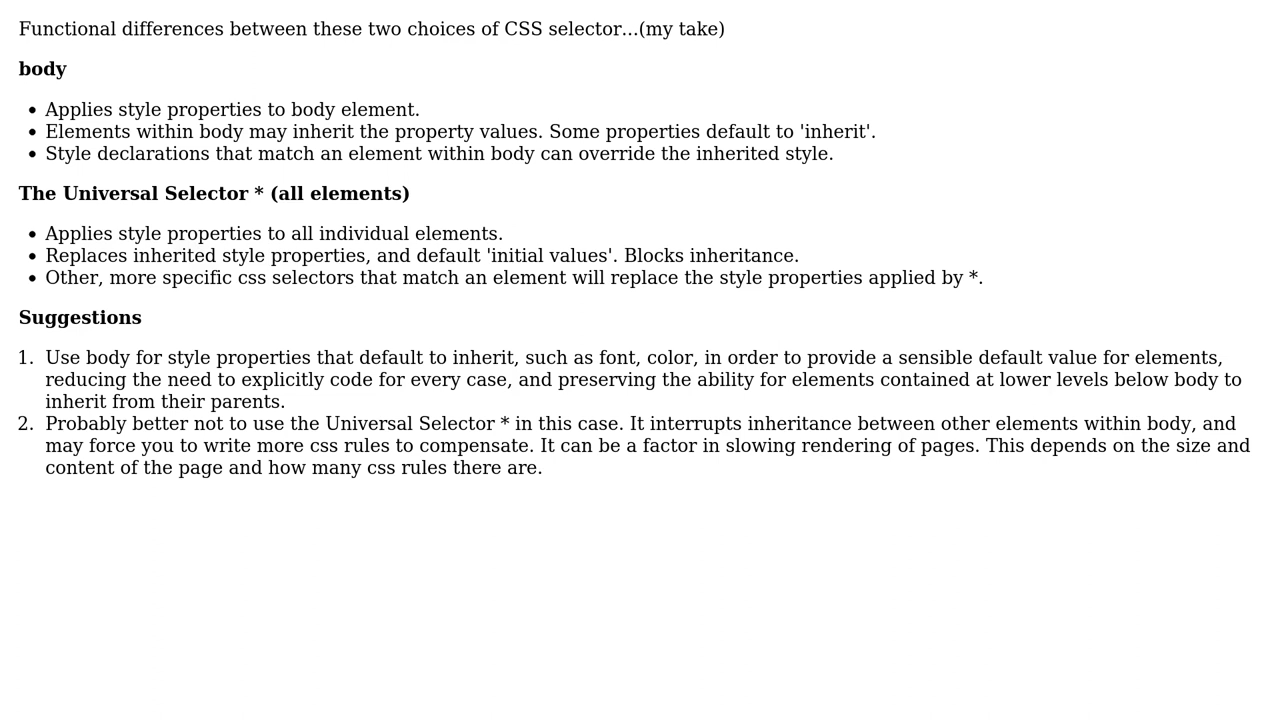 Functional differences between these two choices of CSS selector...(my take)
body
• Applies style properties to body element.
• Elements within body may inherit the property values. Some properties default to 'inherit'.
• Style declarations that match an element within body can override the inherited style.
The Universal Selector * (all elements)
• Applies style properties to all individual elements.
• Replaces inherited style properties, and default 'initial values'. Blocks inheritance.
• Other, more specific css selectors that match an element will replace the style properties applied by *.
Suggestions
1. Use body for style properties that default to inherit, such as font, color, in order to provide a sensible default value for elements,
reducing the need to explicitly code for every case, and preserving the ability for elements contained at lower levels below body to
inherit from their parents.
2. Probably better not to use the Universal Selector * in this case. It interrupts inheritance between other elements within body, and
may force you to write more css rules to compensate. It can be a factor in slowing rendering of pages. This depends on the size and
content of the page and how many css rules there are.